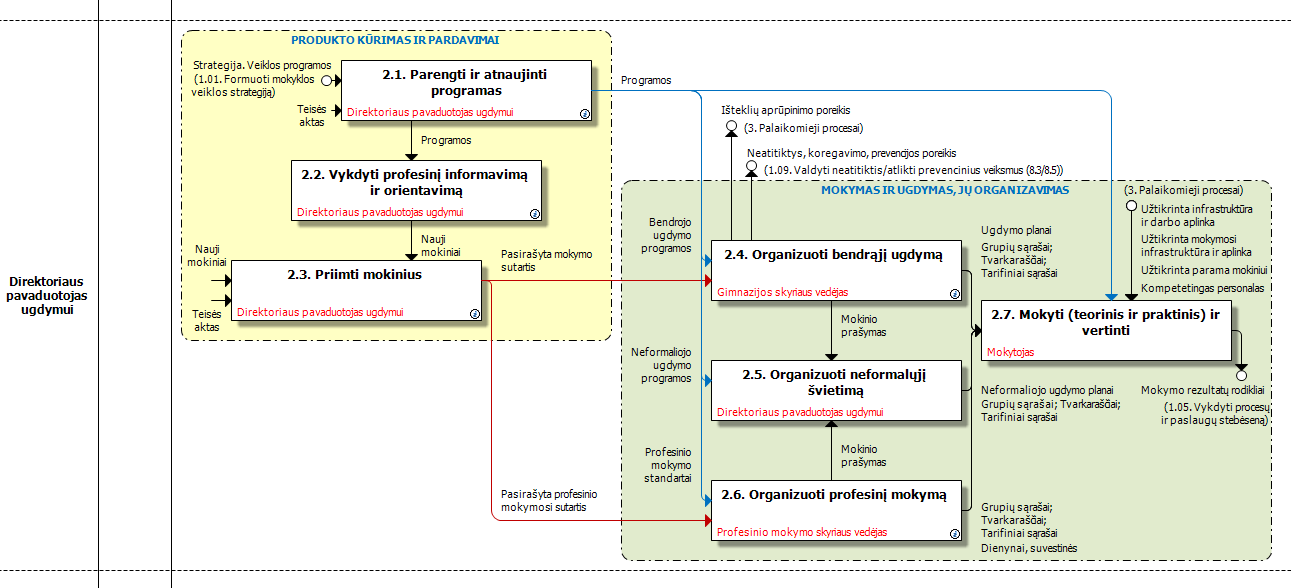 Direktoriaus
pavaduotojas
ugdymui
PRODUKTO KŪRIMAS IR PARDAVIMAI
Strategija. Veiklos programos
(1.01. Formuoti mokyklos
veiklos strategiją)
Teisės
aktas
2.1. Parengti ir atnaujinti
programas
Direktoriaus pavaduotojas ugdymui
Programos
Programos
2.2. Vykdyti profesinį informavimą
ir orientavimą
Direktoriaus pavaduotojas ugdymui
Nauji
mokiniai
Nauji
mokiniai
Teisės
aktas
2.3. Priimti mokinius
Direktoriaus pavaduotojas ugdymui
Pasirašyta mokymo
sutartis
Pasirašyta profesinio
mokymosi sutartis
Išteklių aprūpinimo poreikis
(3. Palaikomieji procesai)
Neatitiktys, koregavimo, prevencijos poreikis
(1.09. Valdyti neatitiktis/atlikti prevencinius veiksmus (8.3/8.5))
MOKYMAS IR UGDYMAS, JŲ ORGANIZAVIMAS
Bendrojo
ugdymo
programos
2.4. Organizuoti bendrąjį ugdymą
Gimnazijos skyriaus vedėjas
Ugdymo planai
Grupių sąrašai;
Tvarkaraščiai;
Tarifiniai sąrašai
(3. Palaikomieji procesai)
Užtikrinta infrastruktūra
ir darbo aplinka
Užtikrinta mokymosi
infrastruktūra ir aplinka
Užtikrinta parama mokiniui
Kompetetingas personalas
Mokinio
prašymas
2.7. Mokyti (teorinis ir praktinis) ir
vertinti
Mokytojas
Neformaliojo
ugdymo
programos
2.5. Organizuoti neformalųjį
švietimą
Direktoriaus pavaduotojas ugdymui
Neformaliojo ugdymo planai
Grupių sąrašai; Tvarkaraščiai;
Tarifiniai sąrašai
Mokymo rezultatų rodikliai
(1.05. Vykdyti procesų
ir paslaugų stebėseną)
Mokinio
prašymas
Profesinio
mokymo
standartai
2.6. Organizuoti profesinį mokymą
Profesinio mokymo skyriaus vedėjas
Grupių sąrašai;
Tvarkaraščiai;
Tarifiniai sąrašai
Dienynai, suvestinės